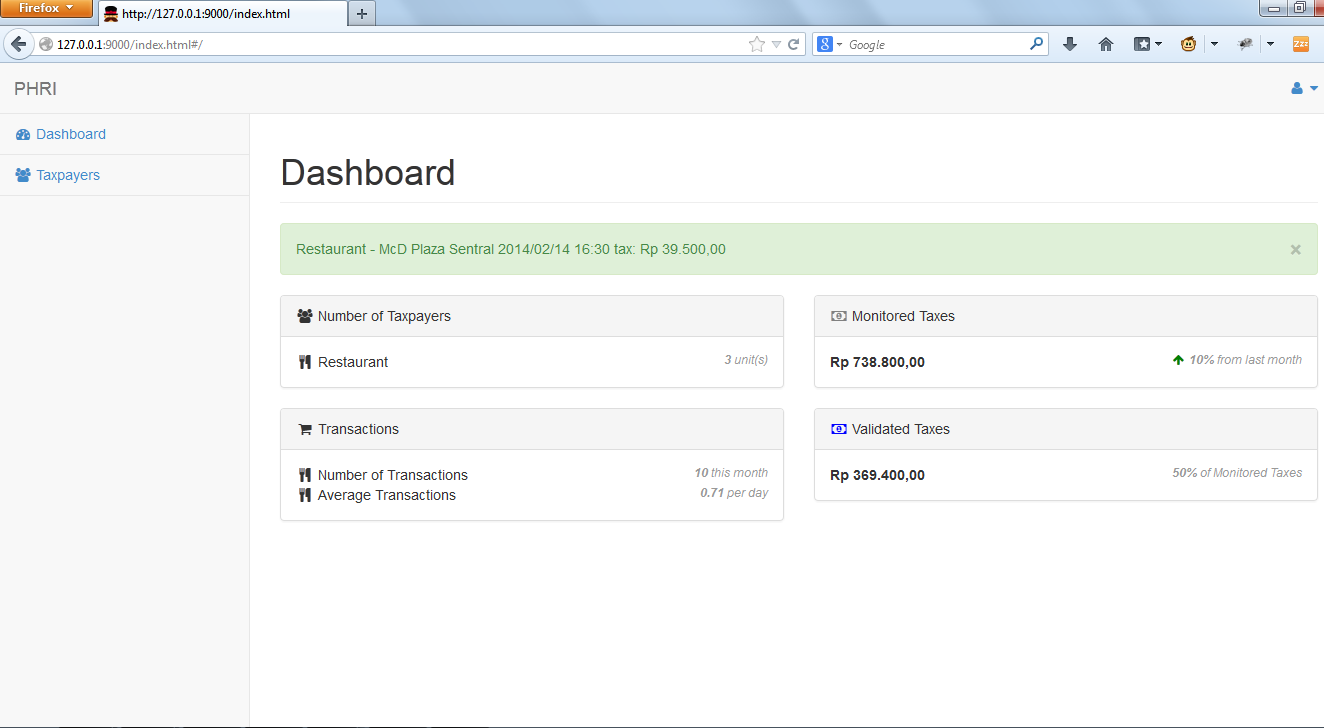 Firefox
http://127.0.0.1:9000/index.html
127.0.0.1:9000/index.html#/
Google
PHRI
Dashboard
Taxpayers
Dashboard
Restaurant - McD Plaza Sentral 2014/02/14 16:30 tax: Rp 39.500,00
×
Number of Taxpayers
Restaurant 3 unit(s)
Monitored Taxes
Rp 738.800,00 10% from last month
Transactions
Number of Transactions 10 this month
Average Transactions 0.71 per day
Validated Taxes
Rp 369.400,00 50% of Monitored Taxes